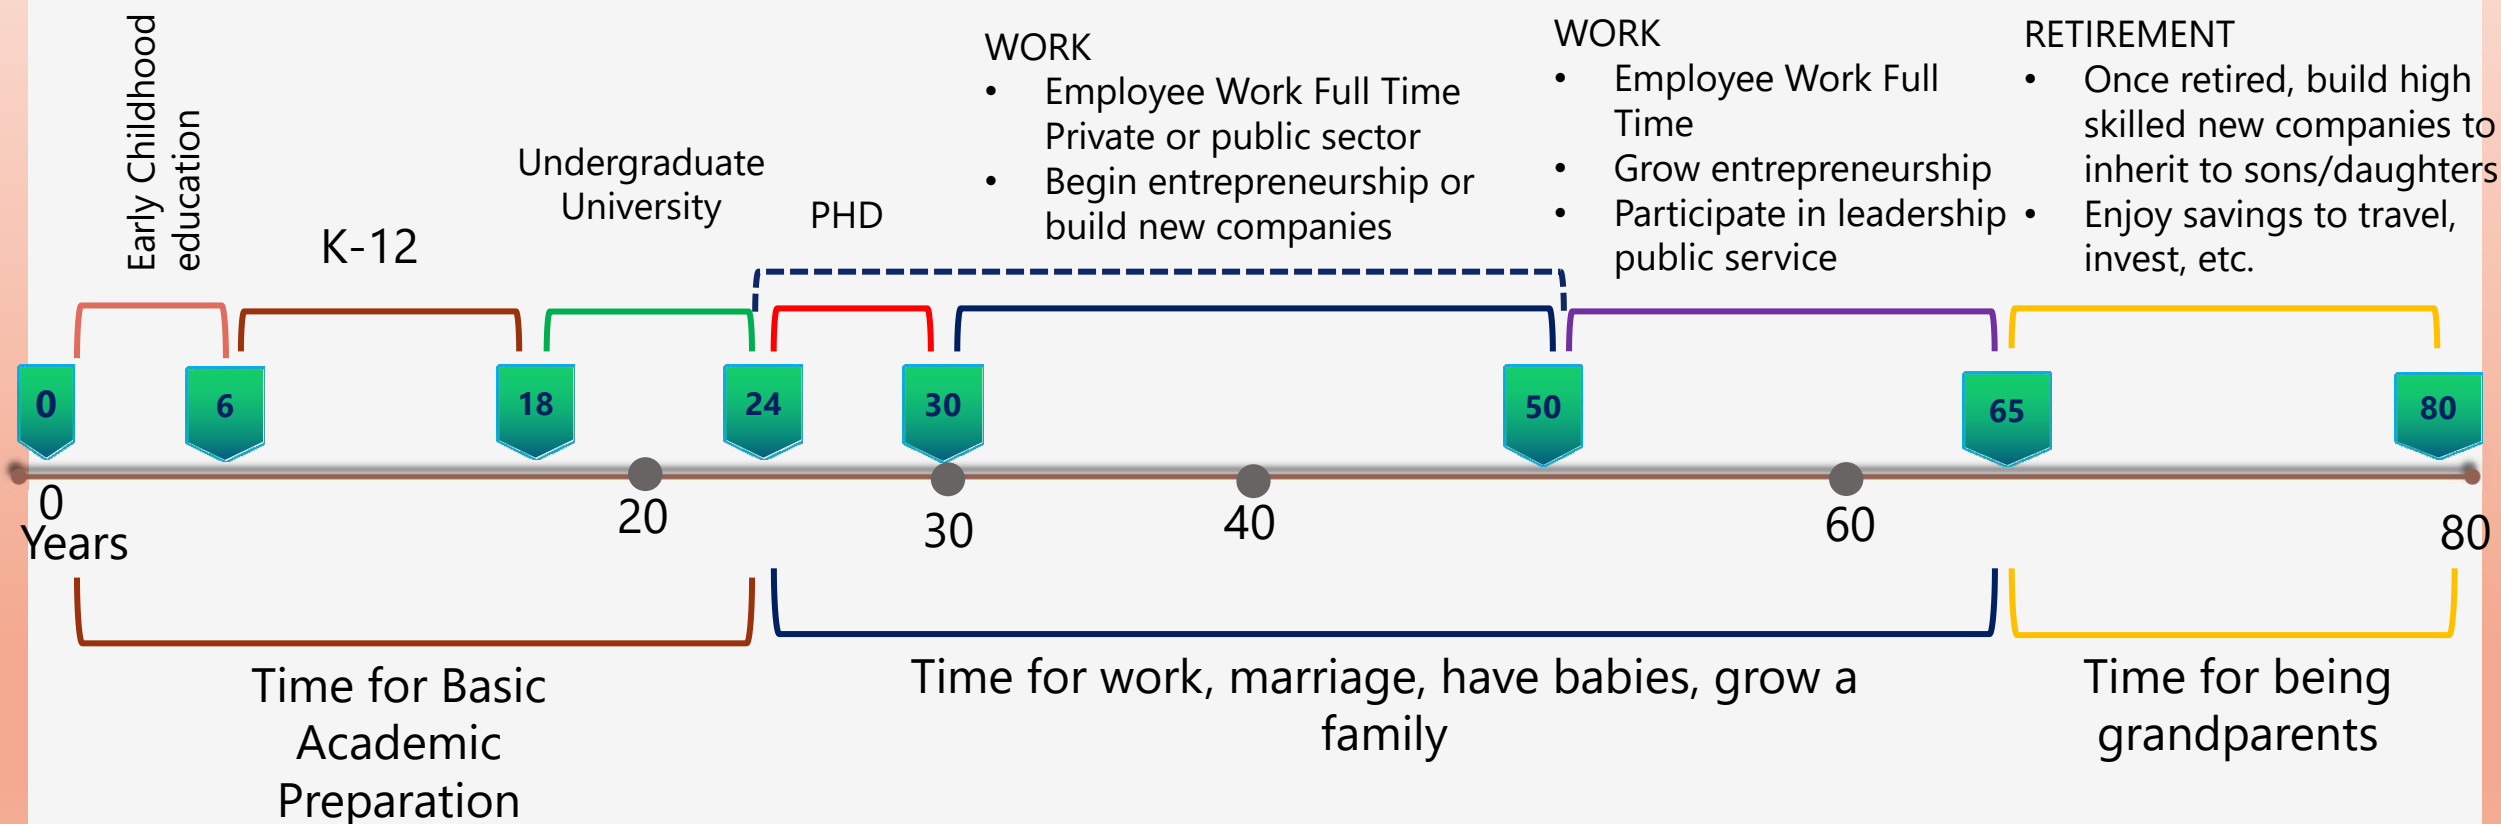 Early Childhood
education
K-12
Undergraduate
University
PHD
WORK
• Employee Work Full Time
Private or public sector
• Begin entrepreneurship or
build new companies
WORK
• Employee Work Full
Time
• Grow entrepreneurship
• Participate in leadership
public service
RETIREMENT
• Once retired, build high
skilled new companies to
inherit to sons/daughters
• Enjoy savings to travel,
invest, etc.
0
6
18
24
30
50
65
80
0
Years
20
30
40
60
80
Time for Basic
Academic
Preparation
Time for work, marriage, have babies, grow a
family
Time for being
grandparents